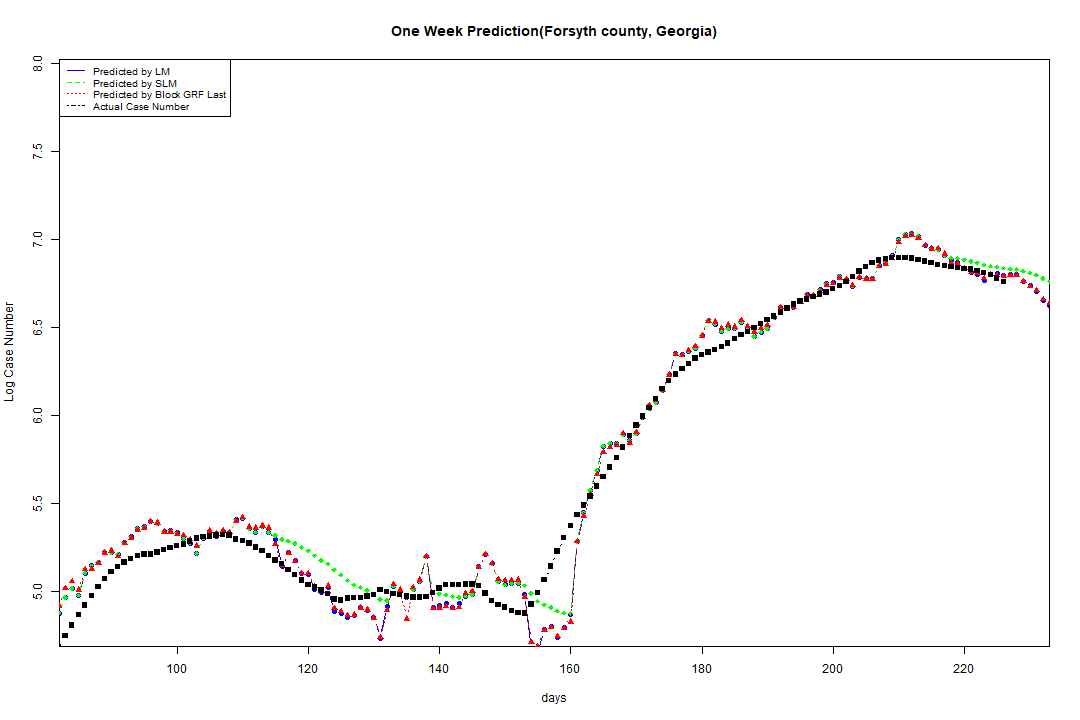 One Week Prediction(Forsyth county, Georgia)
Predicted by LM
Predicted by SLM
Predicted by Block GRF Last
Actual Case Number
8.0
7.5
7.0
6.5
6.0
5.5
5.0
Log Case Number
100 120 140 160 180 200 220
days